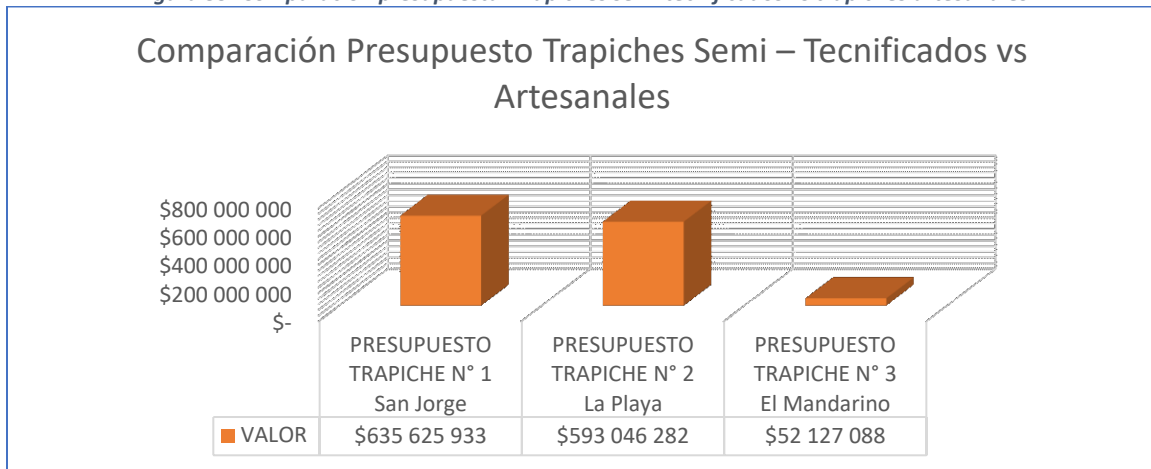 Comparación Presupuesto Trapiches Semi – Tecnificados vs
Artesanales
$800 000 000
$600 000 000
$400 000 000
$200 000 000
$-
PRESUPUESTO
TRAPICHE N° 1
San Jorge
PRESUPUESTO
TRAPICHE N° 2
La Playa
PRESUPUESTO
TRAPICHE N° 3
El Mandarino
VALOR $635 625 933 $593 046 282 $52 127 088